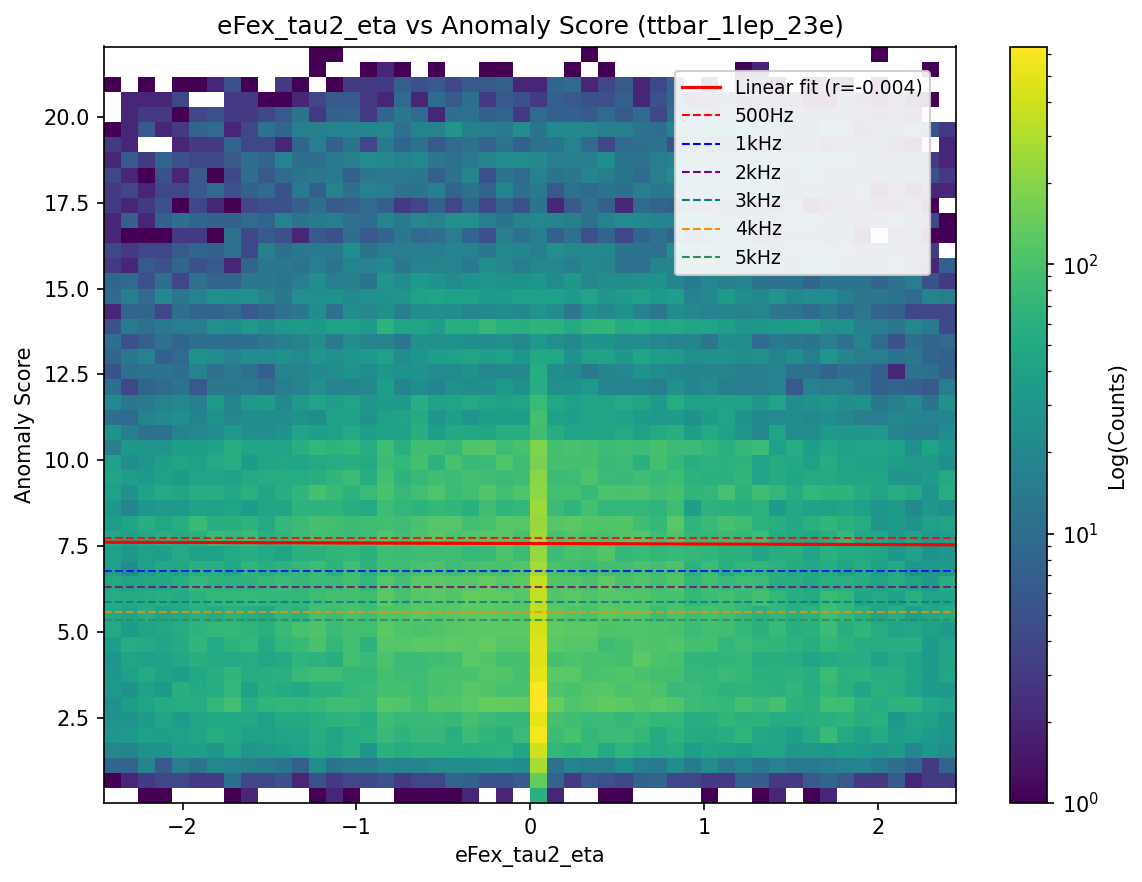 eFex_tau2_eta vs Anomaly Score (ttbar_1lep_23e)
Linear fit (r=-0.004)
500Hz
1kHz
2kHz
3kHz
4kHz
5kHz
20.0
17.5
15.0
12.5
10.0
7.5
5.0
2.5
Anomaly Score
−2
−1
0
1
2
eFex_tau2_eta
10²
10¹
10⁰
Log(Counts)